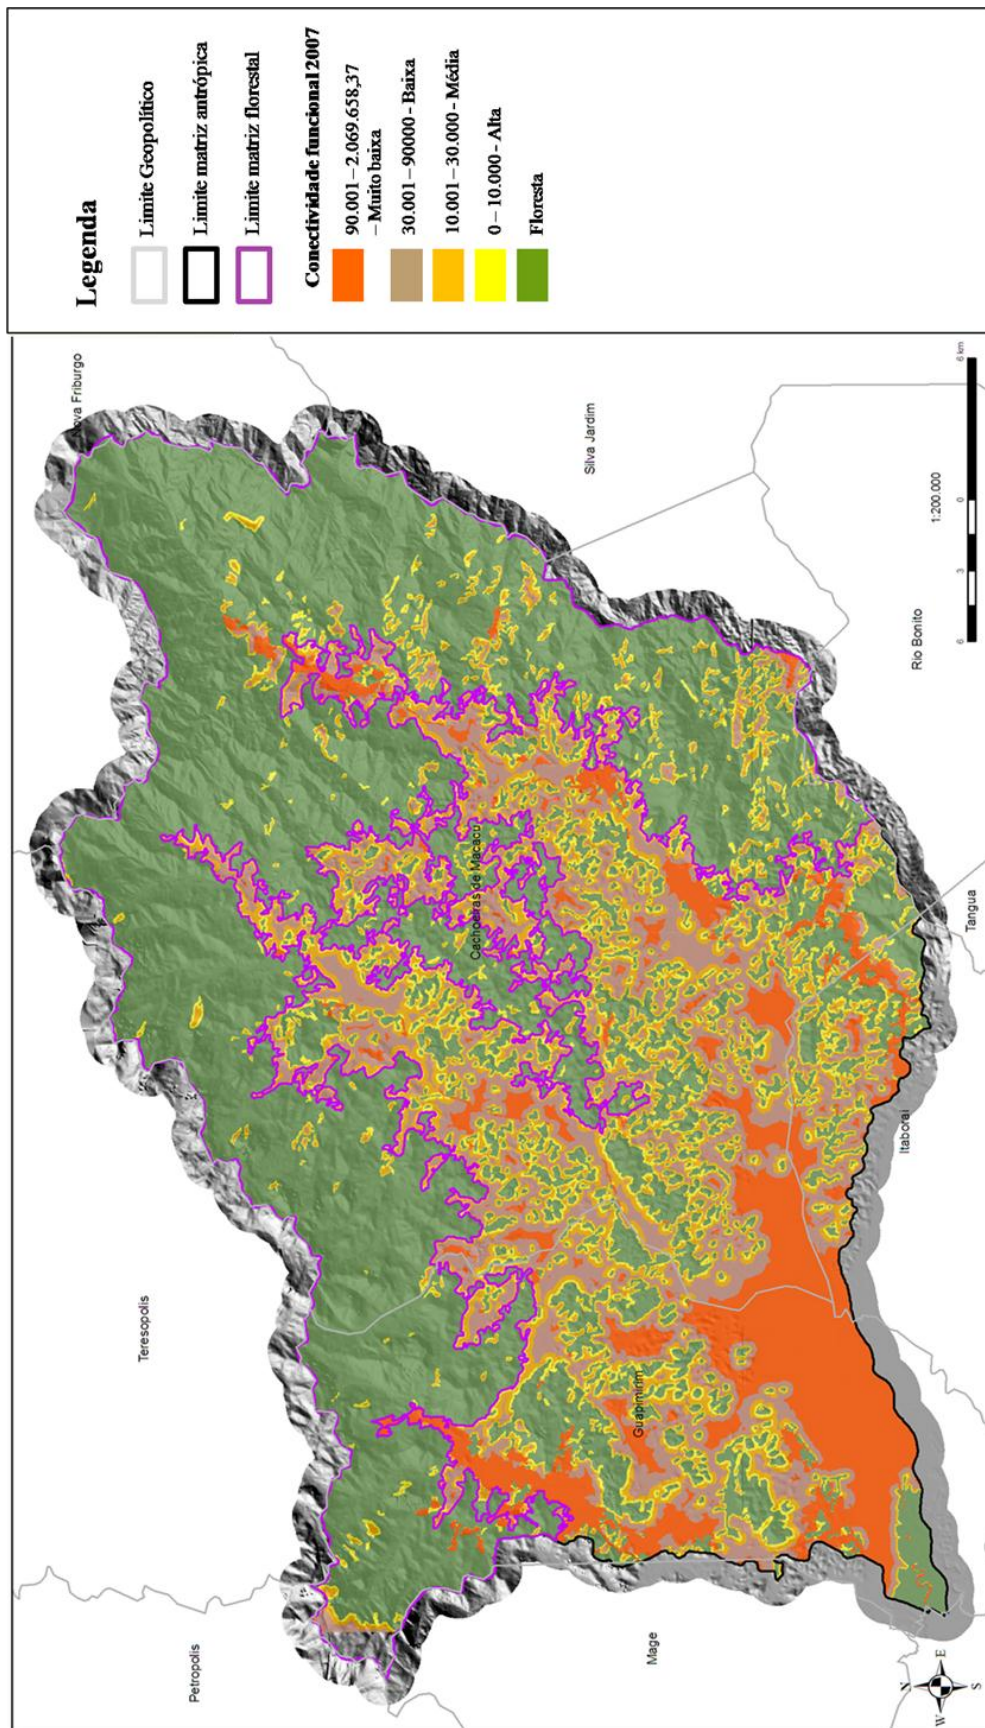 Legenda
Limite Geopolítico
Limite matriz antrópica
Limite matriz florestal
Conectividade funcional 2007
90.001 – 2.069.658,37
– Muito baixa
30.001 – 90000 - Baixa
10.001 – 30.000 - Média
0 – 10.000 - Alta
Floresta
Petropolis
Teresopolis
ova Friburgo
Silva Jardim
Cachoeiras de Macacu
Guapimirim
Mage
Itaborai
Tangua
Rio Bonito
1:200.000
6 3 0 6 km
N
W E
S